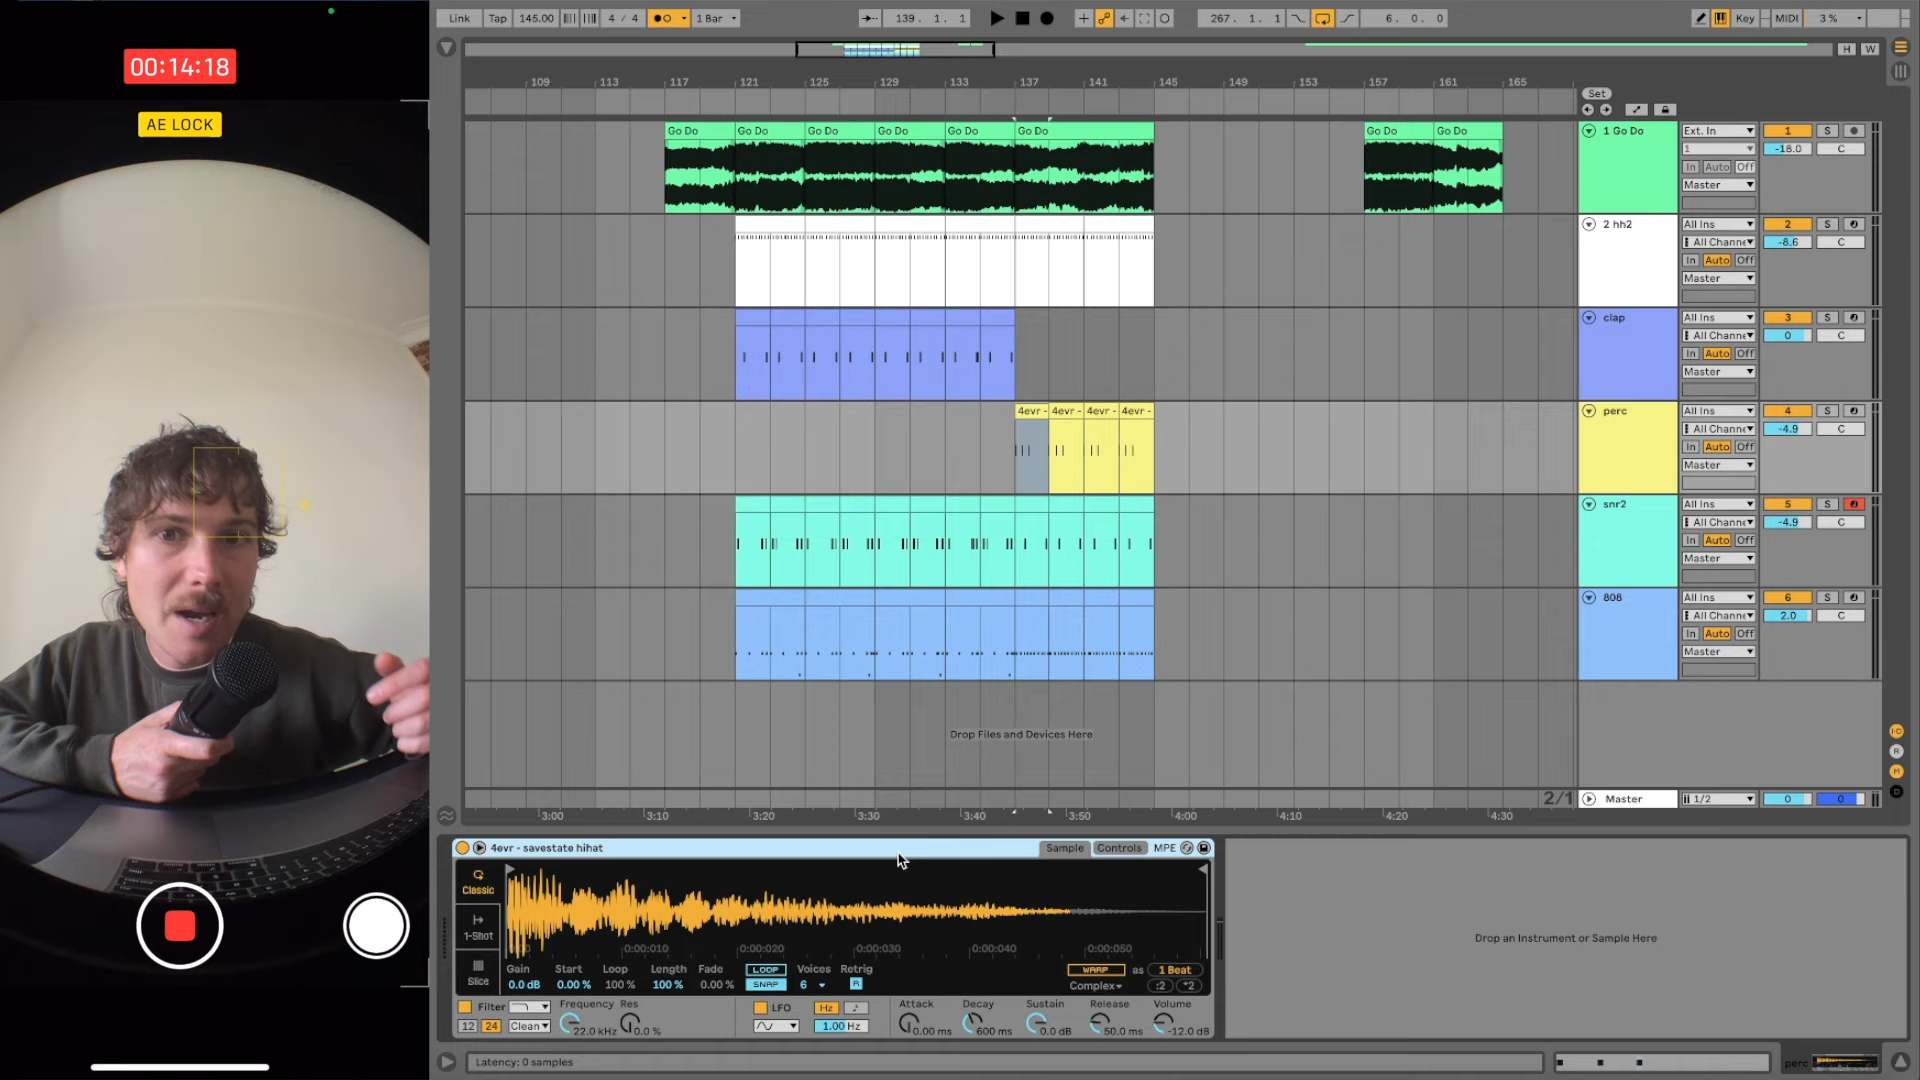 00:14:18
AE LOCK
Link Tap 145.00 4 / 4 1 Bar 139. 1. 1 267. 1. 1 6. 0. 0 Key MIDI 3 %
H W
109 113 117 121 125 129 133 137 141 145 149 153 157 161 165
Set
Go Do Go Do Go Do Go Do Go Do Go Do Go Do Go Do 1 Go Do Ext. In 1 S
1 -18.0 C
In Auto Off
Master
2 hh2 All Ins 2 S
All Channe -8.6 C
In Auto Off
Master
clap All Ins 3 S
All Channe 0 C
In Auto Off
Master
4evr - 4evr - 4evr - 4evr - perc All Ins 4 S
All Channe -4.9 C
In Auto Off
Master
snr2 All Ins 5 S
All Channe -4.9 C
In Auto Off
Master
808 All Ins 6 S
All Channe 2.0 C
In Auto Off
Master
Drop Files and Devices Here
R
M
D
2/1 Master 1/2 0 0
3:00 3:10 3:20 3:30 3:40 3:50 4:00 4:10 4:20 4:30
4evr - savestate hihat Sample Controls MPE
Classic
1-Shot
Slice
0:00:010 0:00:020 0:00:030 0:00:040 0:00:050
Gain Start Loop Length Fade LOOP Voices Retrig WARP as 1 Beat
0.0 dB 0.00 % 100 % 100 % 0.00 % SNAP 6 R Complex :2 *2
Filter Frequency Res LFO Hz Attack Decay Sustain Release Volume
12 24 Clean 22.0 kHz 0.0 % 1.00 Hz 0.00 ms 600 ms 0.0 dB 50.0 ms -12.0 dB
Drop an Instrument or Sample Here
Latency: 0 samples
perc